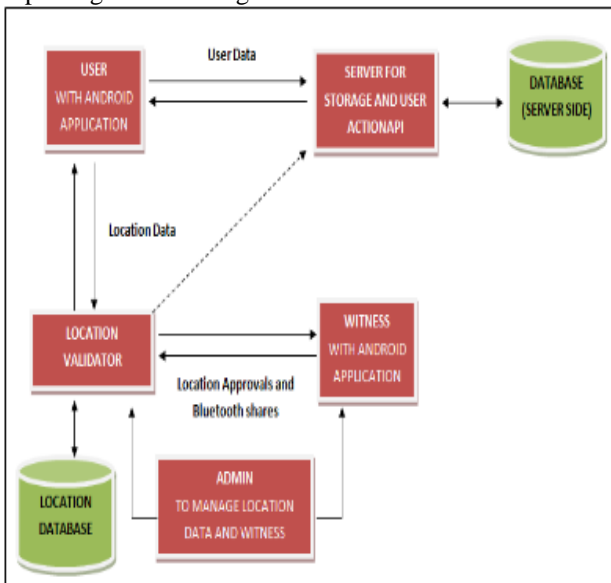 User Data
USER
WITH ANDROID
APPLICATION
SERVER FOR
STORAGE AND USER
ACTIONAPI
DATABASE
(SERVER SIDE)
Location Data
LOCATION
VALIDATOR
WITNESS
WITH ANDROID
APPLICATION
Location Approvals and
Bluetooth shares
LOCATION
DATABASE
ADMIN
TO MANAGE LOCATION
DATA AND WITNESS